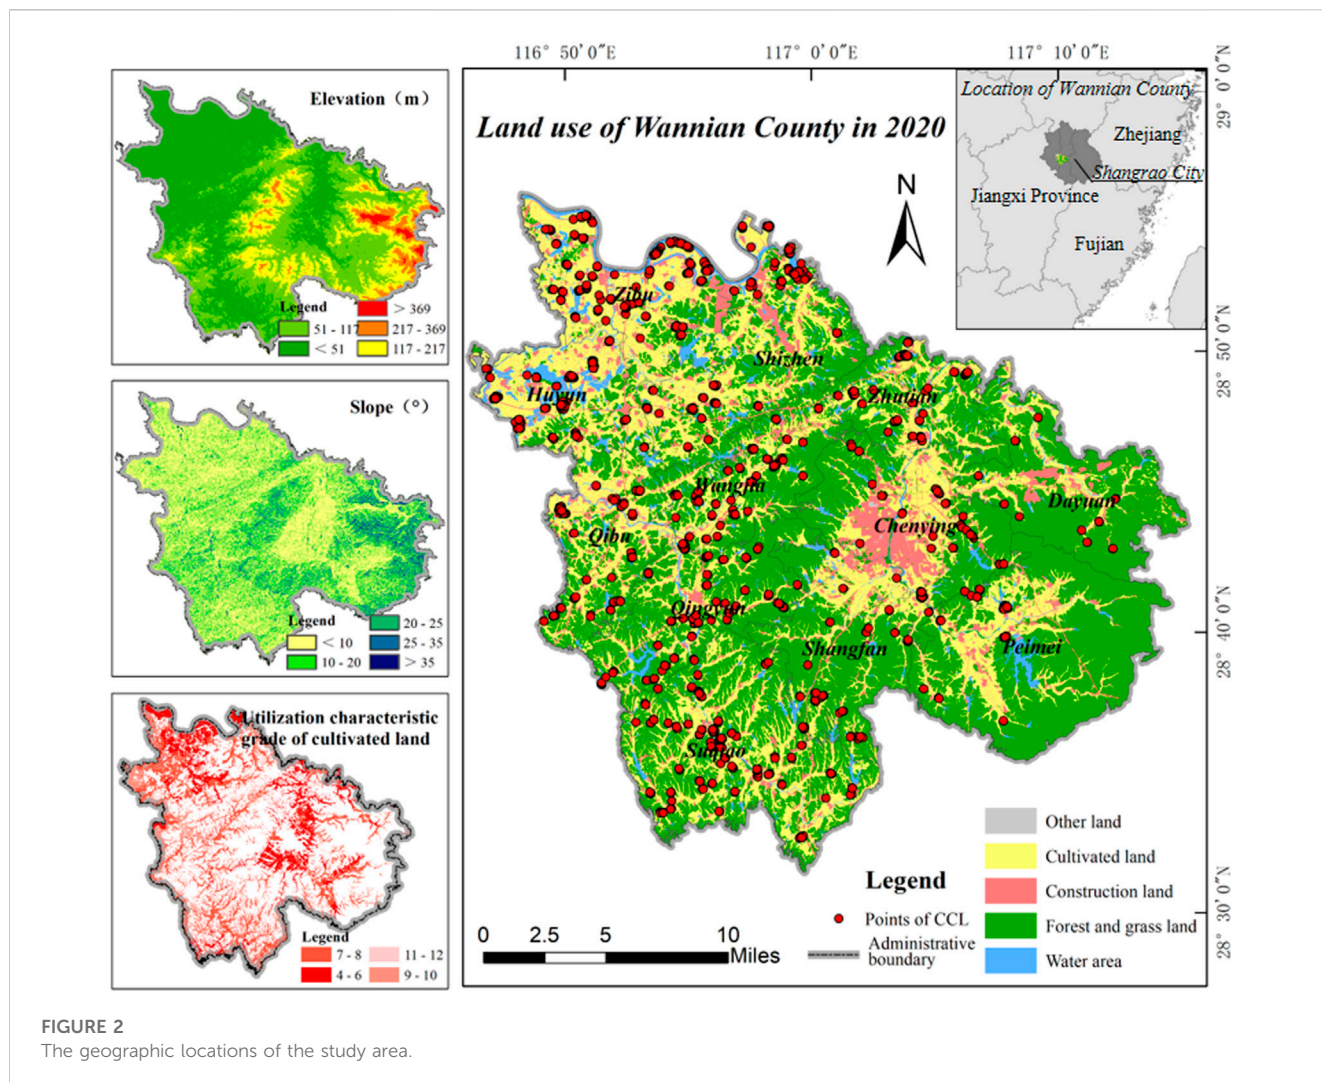 116° 50′ 0″E
117° 0′ 0″E
117° 10′ 0″E
29° 0′ 0″N
28° 50′ 0″N
28° 40′ 0″N
28° 30′ 0″N
Elevation（m）
Legend
＞369
51 - 117
217 - 369
＜51
117 - 217
Slope（°）
Legend
20 - 25
＜10
25 - 35
10 - 20
＞35
Utilization characteristic
grade of cultivated land
Legend
7 - 8
11 - 12
4 - 6
9 - 10
Land use of Wannian County in 2020
N
Location of Wannian County
Zhejiang
Shangrao City
Jiangxi Province
Fujian
Zibu
Shizhen
Huyun
Zhutian
Wangjia
Dayuan
Chenying
Qibu
Qingyun
Shangfan
Peimei
Suqiao
Legend
Points of CCL
Administrative
boundary
Other land
Cultivated land
Construction land
Forest and grass land
Water area
0 2.5 5 10
Miles
FIGURE 2
The geographic locations of the study area.